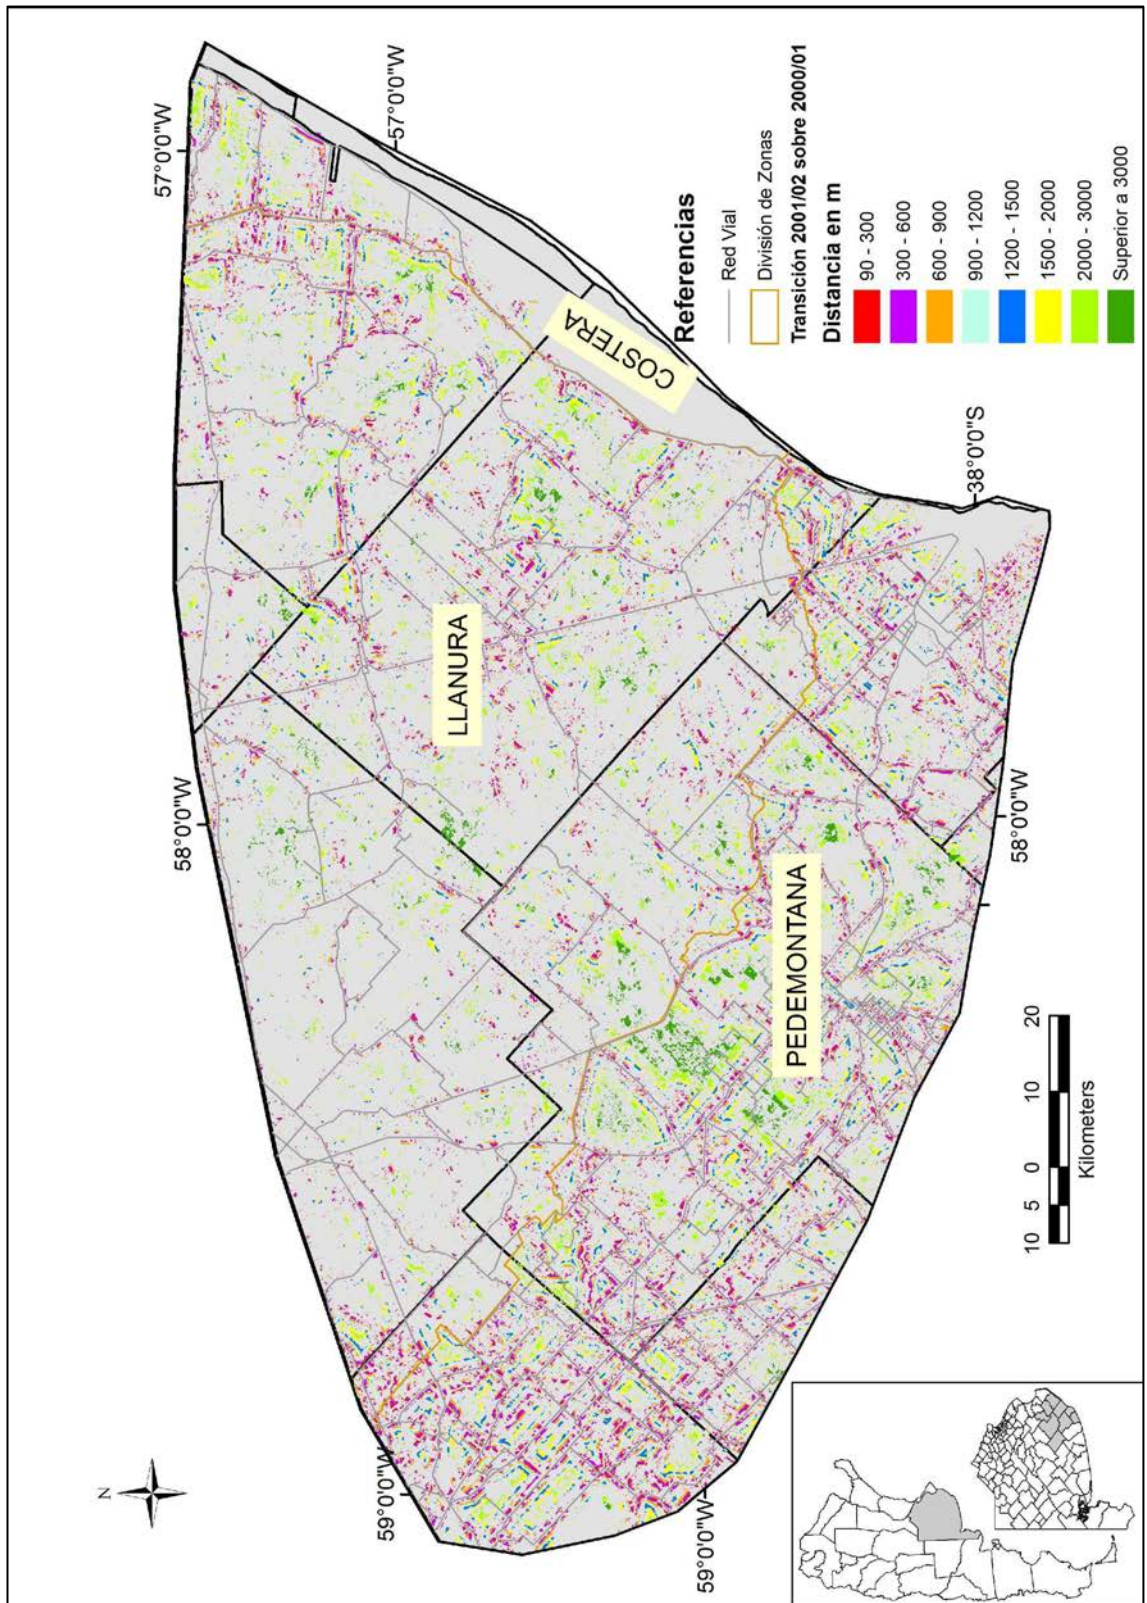 N
57°0'0"W
57°0'0"W
58°0'0"W
58°0'0"W
59°0'0"W
59°0'0"W
38°0'0"S
COSTERA
LLANURA
PEDEMONTANA
Referencias
Red Vial
División de Zonas
Transición 2001/02 sobre 2000/01
Distancia en m
90 - 300
300 - 600
600 - 900
900 - 1200
1200 - 1500
1500 - 2000
2000 - 3000
Superior a 3000
10 5 0 10 20
Kilometers